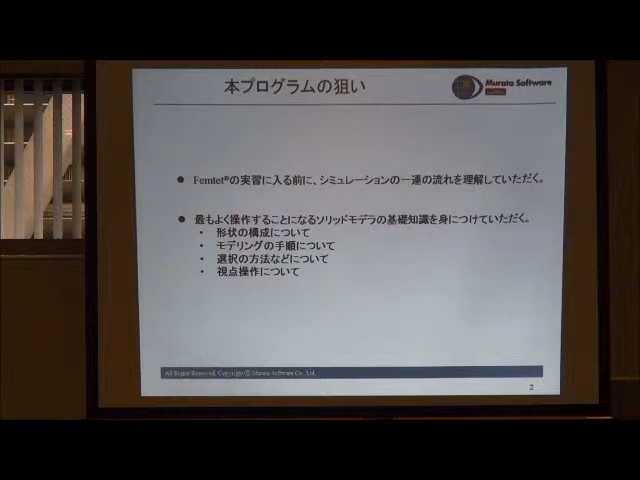 本プログラムの狙い
Murata Software
● Femtet®の実習に入る前に、シミュレーションの一連の流れを理解していただく。
● 最もよく操作することになるソリッドモデラの基礎知識を身につけていただく。
・ 形状の構成について
・ モデリングの手順について
・ 選択の方法などについて
・ 視点操作について
All Rights Reserved, Copyright © Murata Software Co., Ltd.
2